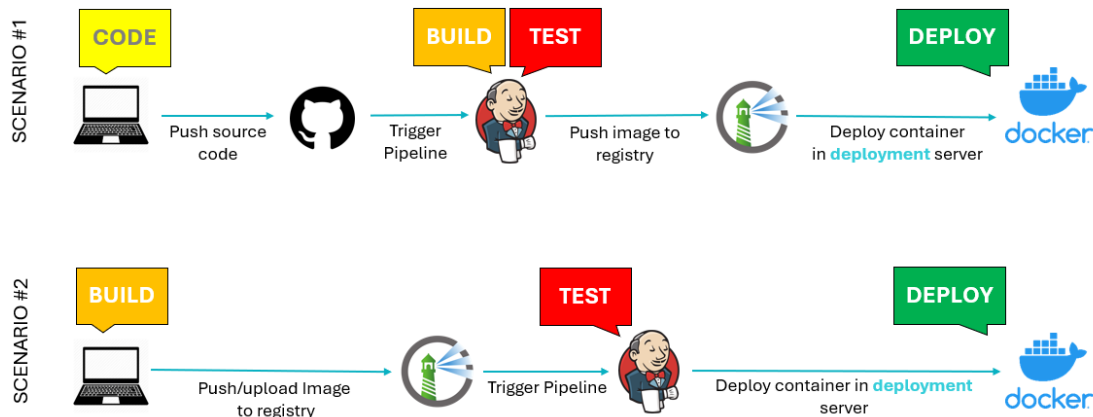 SCENARIO #1
CODE
BUILD
TEST
DEPLOY
Push source
code
Trigger
Pipeline
Push image to
registry
Deploy container
in deployment server
docker
SCENARIO #2
BUILD
TEST
DEPLOY
Push/upload Image
to registry
Trigger Pipeline
Deploy container in deployment
server
docker